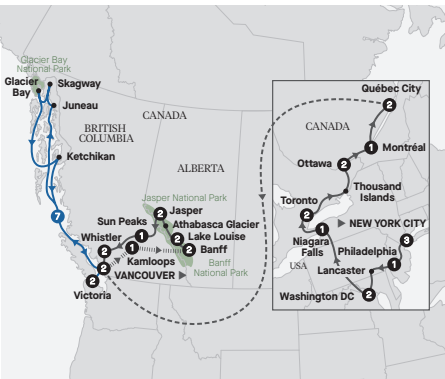 Glacier Bay
National Park
Glacier
Bay
Skagway
Juneau
Ketchikan
7
BRITISH
COLUMBIA
CANADA
ALBERTA
Jasper National Park
2 Jasper
Athabasca Glacier
Sun Peaks
1
2 Lake Louise
Whistler
2
1
2 Banff
Kamloops
Banff
National Park
2
VANCOUVER
2
Victoria
Québec City
2
CANADA
1 Montréal
Ottawa
2
Thousand
Islands
Toronto
2
NEW YORK CITY
1
Niagara
Falls
3
Philadelphia
USA
1
Lancaster
Washington DC
2